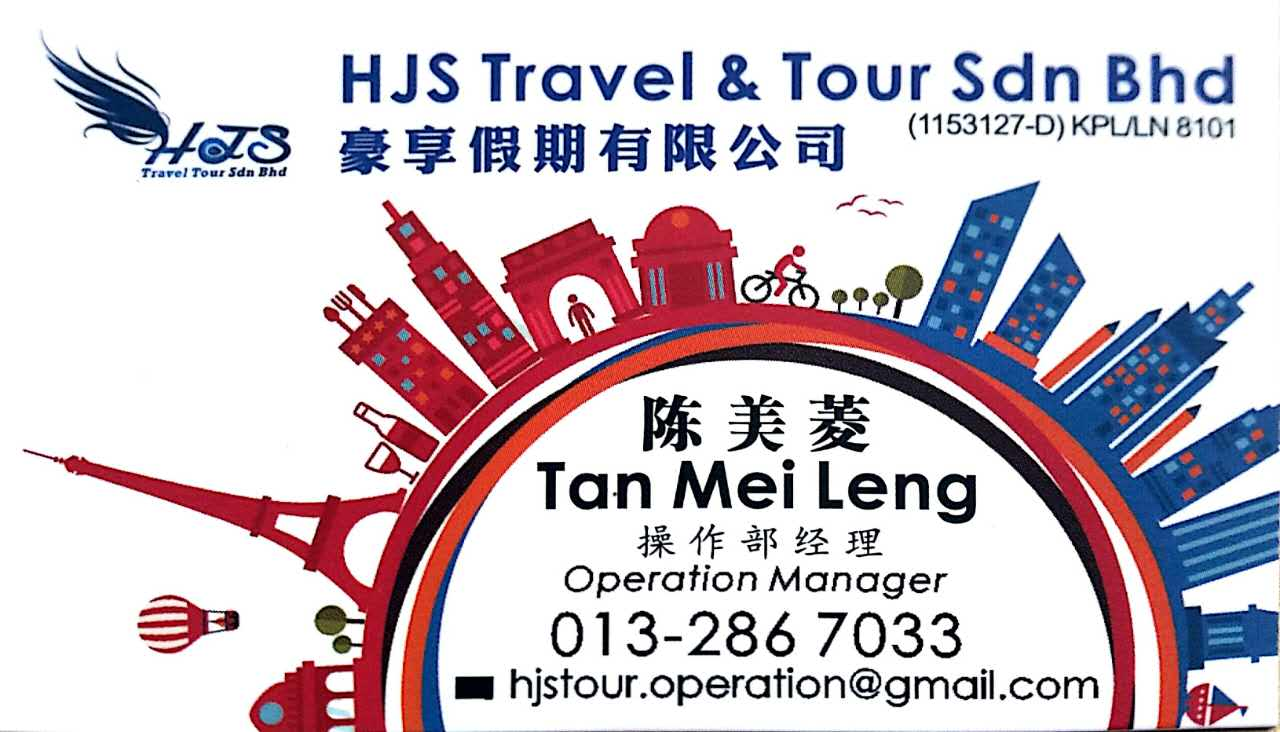 HJS Travel & Tour Sdn Bhd
(1153127-D) KPL/LN 8101
豪享假期有限公司
HJS
Travel Tour Sdn Bhd
陈美菱
Tan Mei Leng
操作部经理
Operation Manager
013-286 7033
hjstour.operation@gmail.com